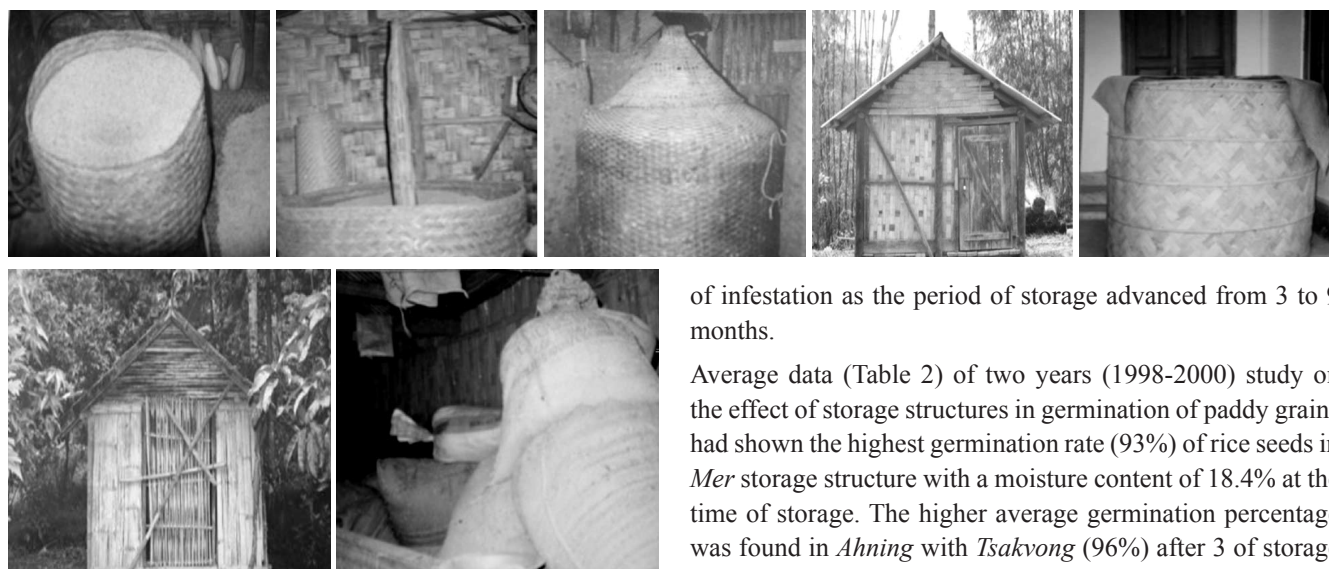 of infestation as the period of storage advanced from 3 to 9
months.
Average data (Table 2) of two years (1998-2000) study
the effect of storage structures in germination of paddy grain
had shown the highest germination rate (93%) of rice seeds
Mer storage structure with a moisture content of 18.4% at
time of storage. The higher average germination percentage
was found in Ahning with Tsakvong (96%) after 3 of